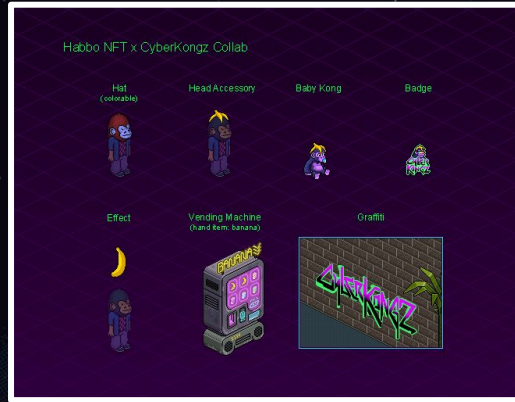 Habbo NFT x CyberKongz Collab
Hat
(colorable)
Head Accessory
Baby Kong
Badge
KONGZ
Effect
Vending Machine
(hand item: banana)
Graffiti
BANANA
CyberKongZ